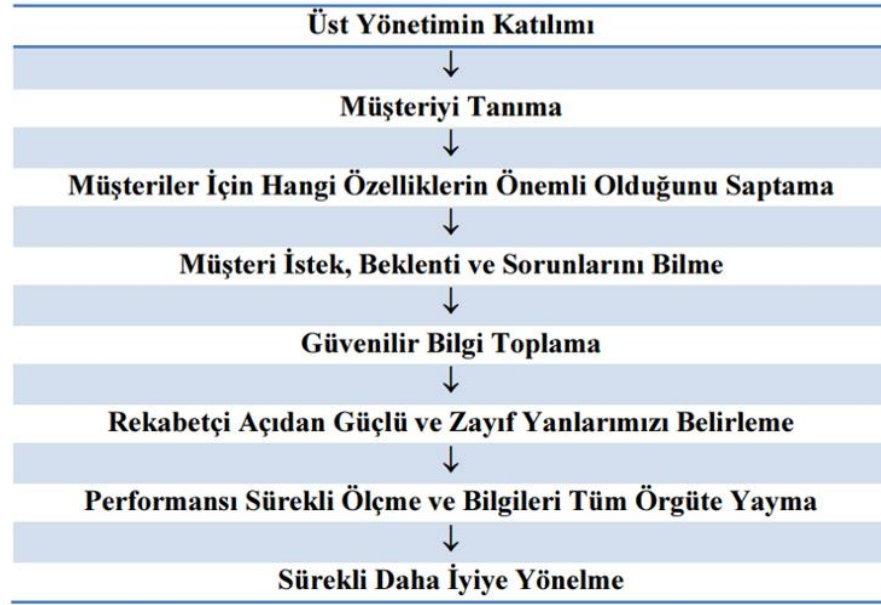 Üst Yönetimin Katılımı
↓
Müşteriyi Tanıma
↓
Müşteriler İçin Hangi Özelliklerin Önemli Olduğunu Saptama
↓
Müşteri İstek, Beklenti ve Sorunlarını Bilme
↓
Güvenilir Bilgi Toplama
↓
Rekabetçi Açıdan Güçlü ve Zayıf Yanlarımızı Belirleme
↓
Performansı Sürekli Ölçme ve Bilgileri Tüm Örgüte Yayma
↓
Sürekli Daha İyiye Yönelme